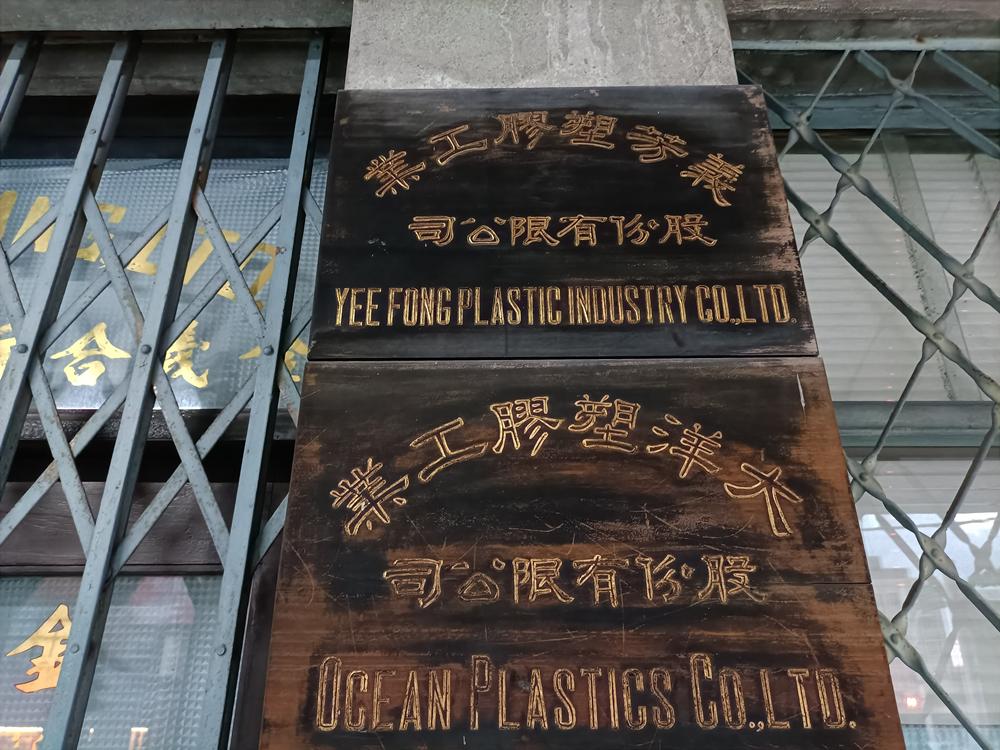 義芳塑膠工業
股份有限公司
YEE FONG PLASTIC INDUSTRY CO.,LTD.
大洋塑膠工業
股份有限公司
OCEAN PLASTICS CO.,LTD.
金